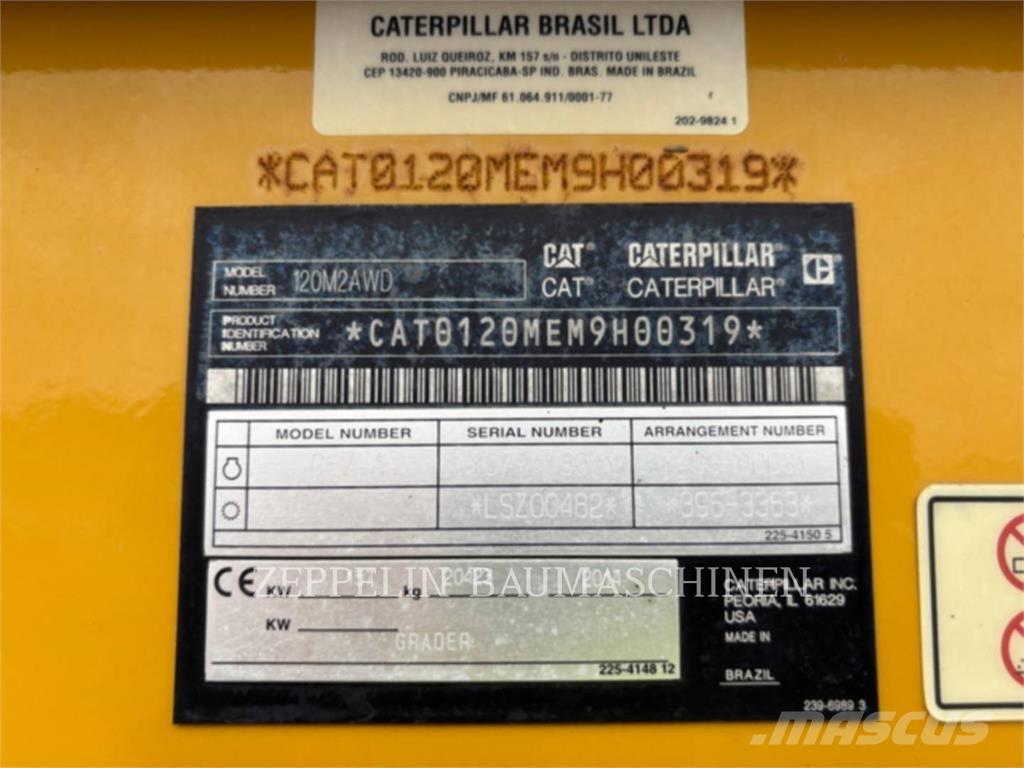 CATERPILLAR BRASIL LTDA
ROD. LUIZ QUEIROZ, KM 157 s/n - DISTRITO UNILESTE
CEP 13420-900 PIRACICABA-SP IND. BRAS. MADE IN BRAZIL
CNPJ/MF 61.064.911/0001-77
202-9824 1
*CAT0120MEM9H00319*
MODEL NUMBER 120M2AWD
CAT® CATERPILLAR®
CAT® CATERPILLAR®
PRODUCT IDENTIFICATION NUMBER *CAT0120MEM9H00319*
MODEL NUMBER SERIAL NUMBER ARRANGEMENT NUMBER
*LSZ00482* *396-3363*
225-4150 5
CE KW kg
KW
GRADER
225-4148 12
ZEPPELIN BAUMASCHINEN
CATERPILLAR INC.
PEORIA, IL 61629
USA
MADE IN
BRAZIL
239-6989 3
MASCUS